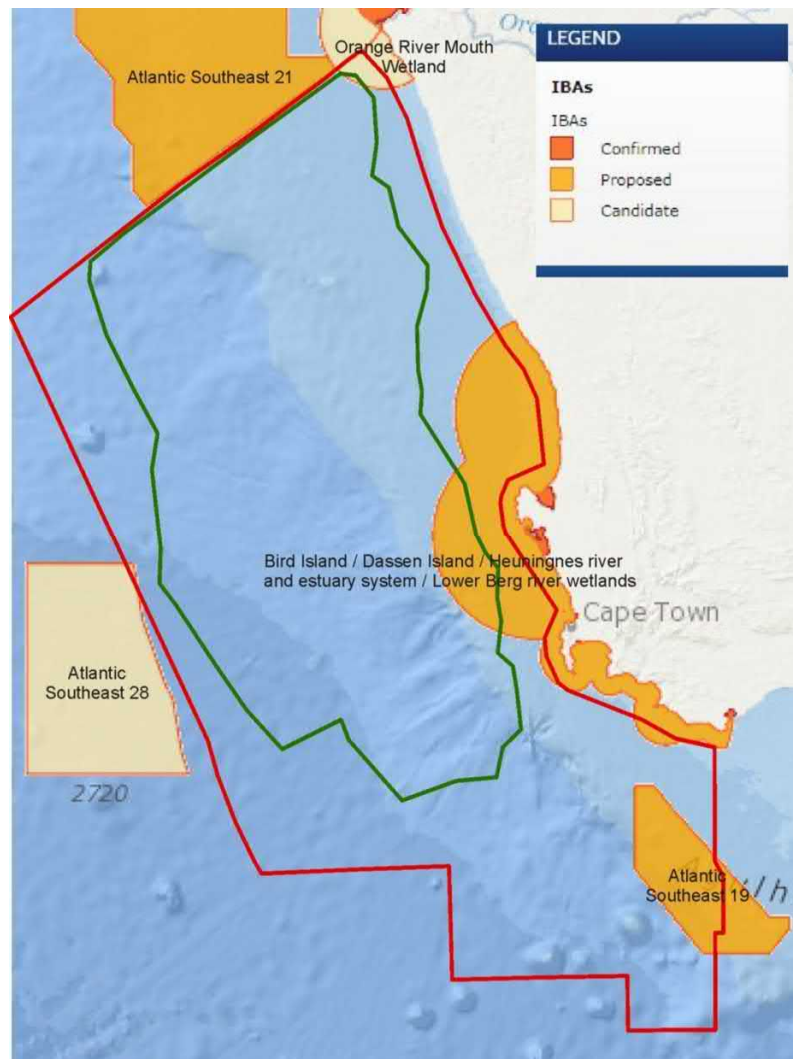 Orange River Mouth
Wetland
Atlantic Southeast 21
LEGEND
IBAs
IBAs
Confirmed
Proposed
Candidate
Bird Island / Dassen Island / Heuningnes river
and estuary system / Lower Berg river wetlands
Cape Town
Atlantic
Southeast 28
2720
Atlantic
Southeast 19